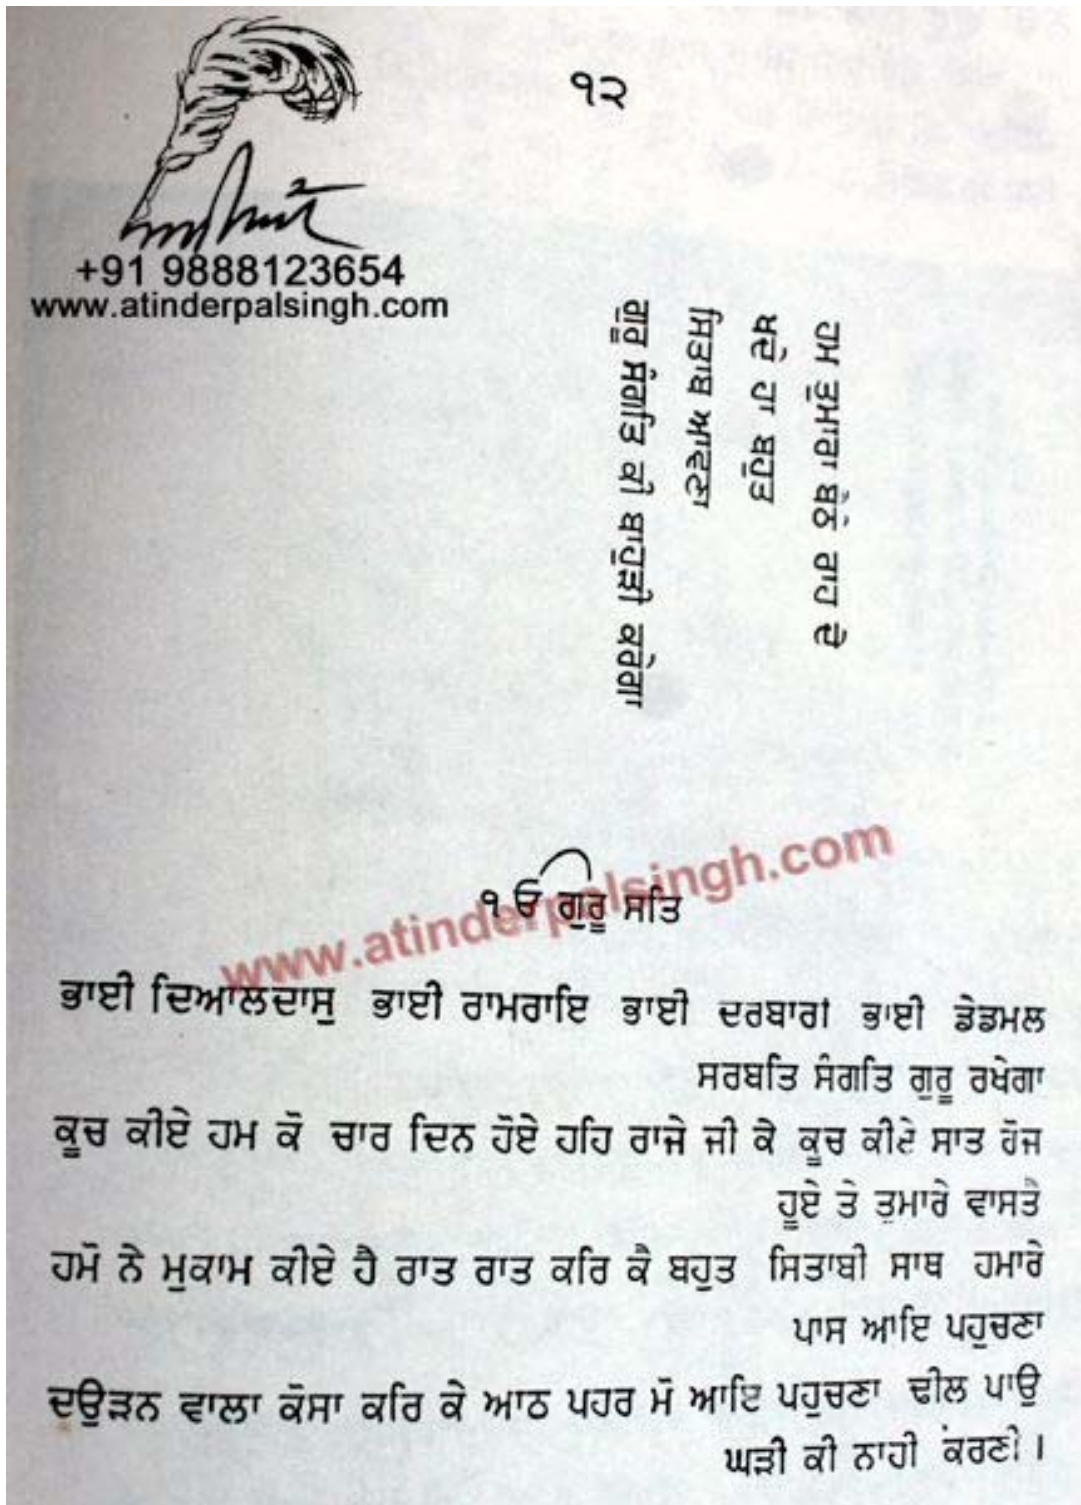 ੧੨
+91 9888123654
www.atinderpalsingh.com
ਹਮ ਤੁਮਾਰਾ ਬੈਠੇ ਰਾਹ ਦੇ
ਖਦੇ ਹਾ ਬਹੁਤ
ਸਿਤਾਬ ਆਵਣਾ
ਗੁਰੂ ਸੰਗਤਿ ਕੀ ਬਾਹੁੜੀ ਕਰੇਗਾ
www.atinderpalsingh.com
੧ ਓ ਗੁਰੂ ਸਤਿ
ਭਾਈ ਦਿਆਲਦਾਸੁ ਭਾਈ ਰਾਮਰਾਇ ਭਾਈ ਦਰਬਾਰੀ ਭਾਈ ਡੇਡਮਲ
ਸਰਬਤਿ ਸੰਗਤਿ ਗੁਰੂ ਰਖੇਗਾ
ਕੂਚ ਕੀਏ ਹਮ ਕੋ ਚਾਰ ਦਿਨ ਹੋਏ ਹਹਿ ਰਾਜੇ ਜੀ ਕੇ ਕੂਚ ਕੀਏ ਸਾਤ ਰੋਜ
ਹੂਏ ਤੇ ਤੁਮਾਰੇ ਵਾਸਤੈ
ਹਮੋ ਨੇ ਮੁਕਾਮ ਕੀਏ ਹੈ ਰਾਤ ਰਾਤ ਕਰਿ ਕੈ ਬਹੁਤ ਸਿਤਾਬੀ ਸਾਥ ਹਮਾਰੇ
ਪਾਸ ਆਇ ਪਹੁਚਣਾ
ਦਉੜਨ ਵਾਲਾ ਕੋਸਾ ਕਰਿ ਕੇ ਆਠ ਪਹਰ ਮੋ ਆਇ ਪਹੁਚਣਾ ਢੀਲ ਪਾਉ
ਘੜੀ ਕੀ ਨਾਹੀ ਕਰਣੀ।